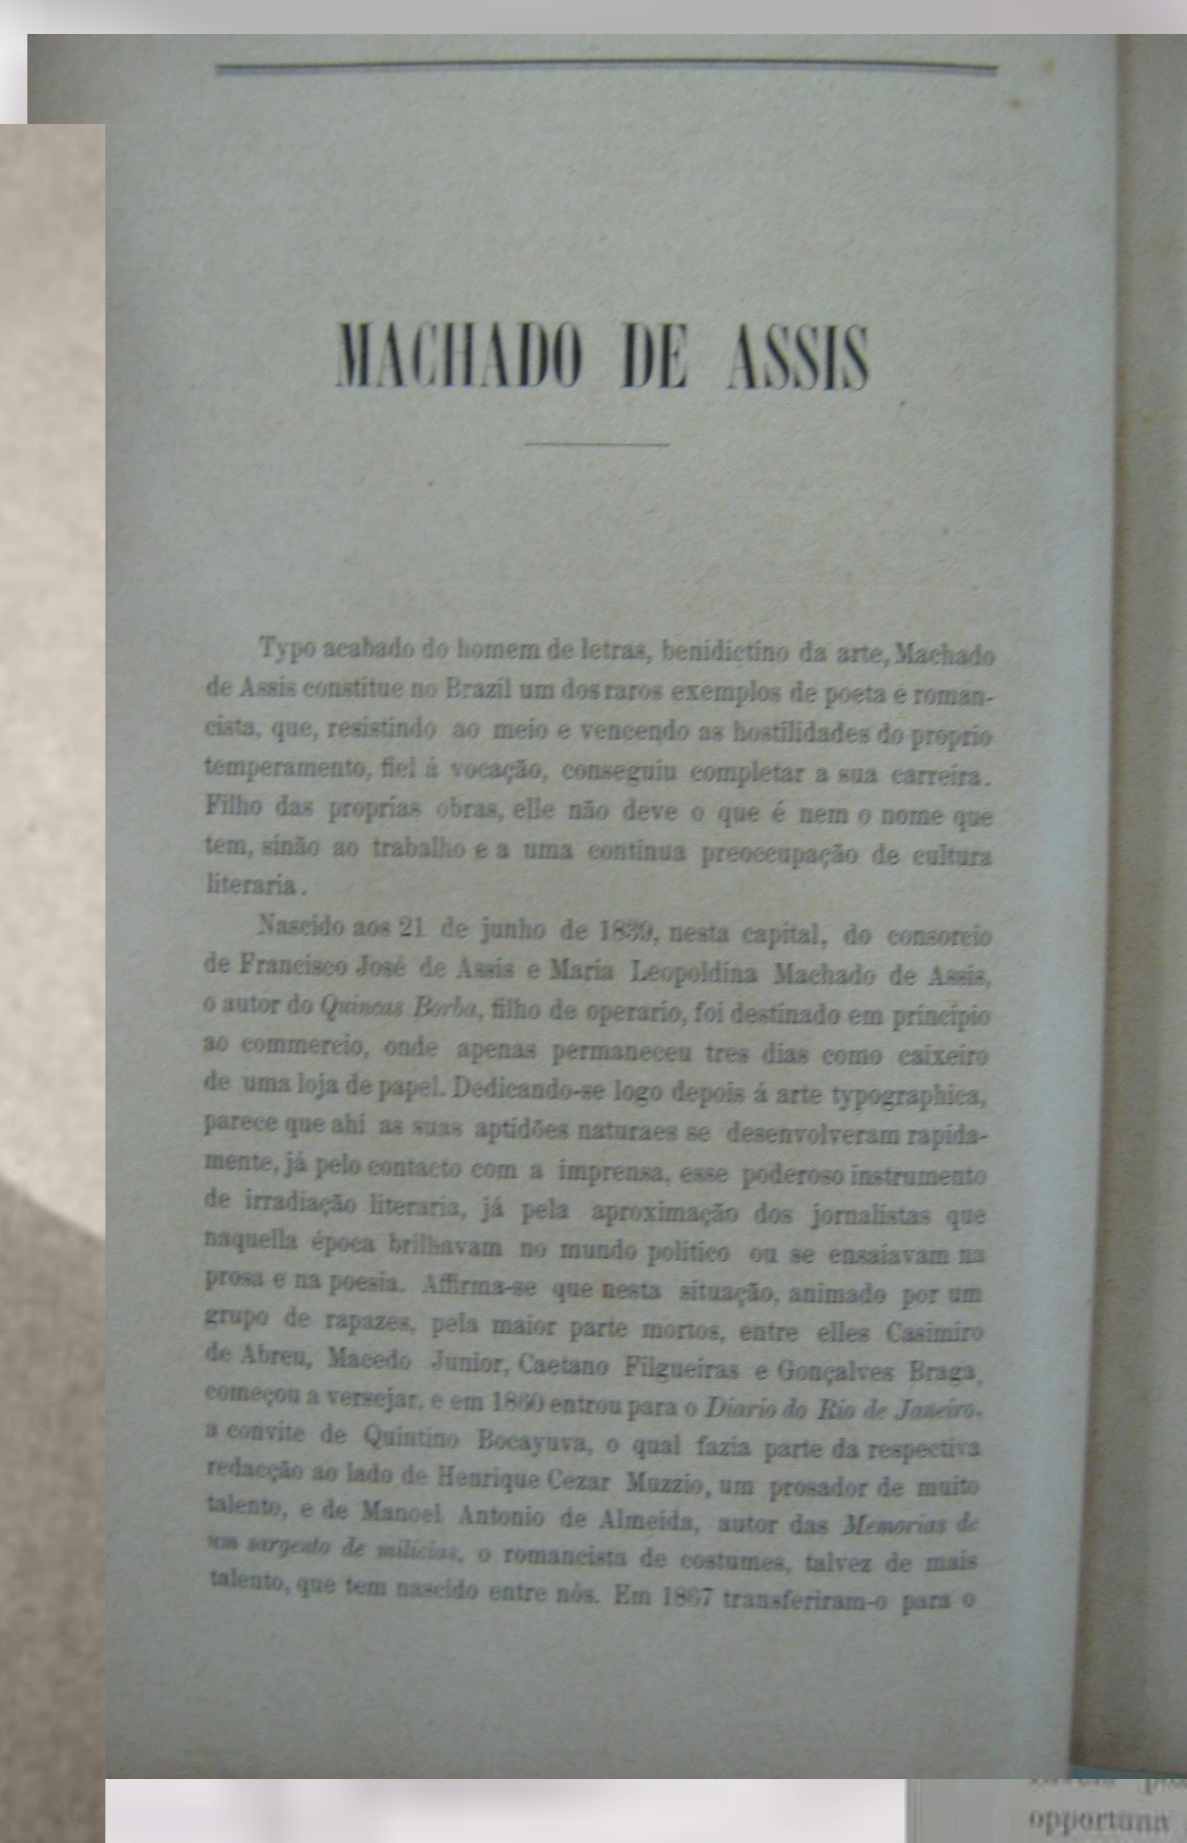 MACHADO DE ASSIS
Typo acabado do homem de letras, benidictino da arte, Machado
de Assis constitue no Brazil um dos raros exemplos de poeta e roman-
cista, que, resistindo ao meio e vencendo as hostilidades do proprio
temperamento, fiel á vocação, conseguiu completar a sua carreira.
Filho das proprias obras, elle não deve o que é nem o nome que
tem, sinão ao trabalho e a uma continua preoccupação de cultura
literaria.
Nascido aos 21 de junho de 1839, nesta capital, do consorcio
de Francisco José de Assis e Maria Leopoldina Machado de Assis,
o autor do Quincas Borba, filho de operario, foi destinado em principio
ao commercio, onde apenas permaneceu tres dias como caixeiro
de uma loja de papel. Dedicando-se logo depois á arte typographica,
parece que ahi as suas aptidões naturaes se desenvolveram rapida-
mente, já pelo contacto com a imprensa, esse poderoso instrumento
de irradiação literaria, já pela aproximação dos jornalistas que
naquella época brilhavam no mundo politico ou se ensaiavam na
prosa e na poesia. Affirma-se que nesta situação, animado por um
grupo de rapazes, pela maior parte mortos, entre elles Casimiro
de Abreu, Macedo Junior, Caetano Filgueiras e Gonçalves Braga,
começou a versejar, e em 1860 entrou para o Diario do Rio de Janeiro,
a convite de Quintino Bocayuva, o qual fazia parte da respectiva
redacção ao lado de Henrique Cezar Muzzio, um prosador de muito
talento, e de Manoel Antonio de Almeida, autor das Memorias de
um sargento de milicias, o romancista de costumes, talvez de mais
talento, que tem nascido entre nós. Em 1867 transferiram-o para o
opportuna